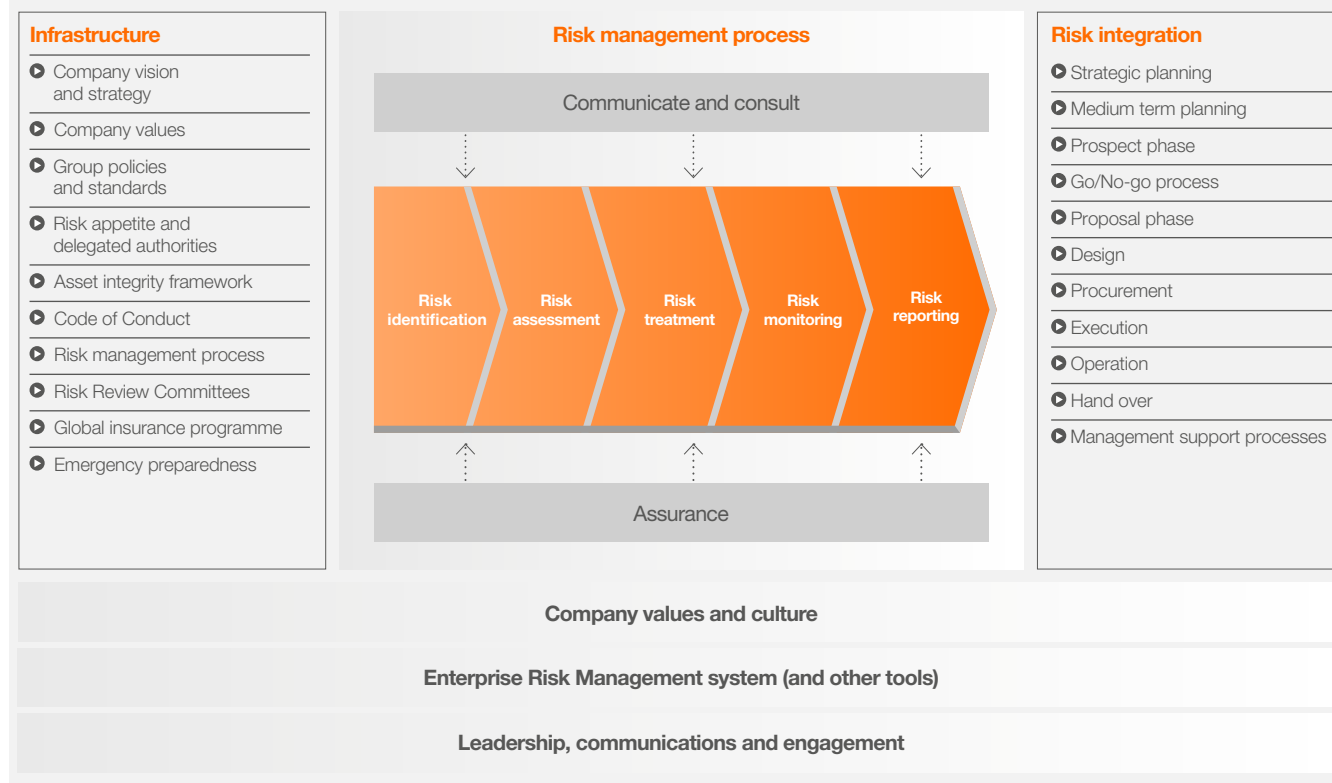 Infrastructure
Company vision
and strategy
Company values
Group policies
and standards
Risk appetite and
delegated authorities
Asset integrity framework
Code of Conduct
Risk management process
Risk Review Committees
Global insurance programme
Emergency preparedness
Risk management process
Communicate and consult
Risk
identification
Risk
assessment
Risk
treatment
Risk
monitoring
Risk
reporting
Assurance
Risk integration
Strategic planning
Medium term planning
Prospect phase
Go/No-go process
Proposal phase
Design
Procurement
Execution
Operation
Hand over
Management support processes
Company values and culture
Enterprise Risk Management system (and other tools)
Leadership, communications and engagement